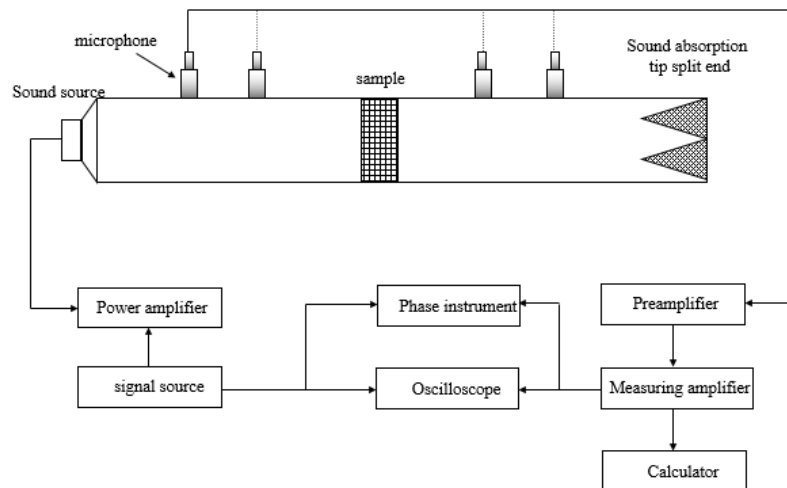 microphone
Sound source
sample
Sound absorption
tip split end
Power amplifier
Phase instrument
Preamplifier
signal source
Oscilloscope
Measuring amplifier
Calculator